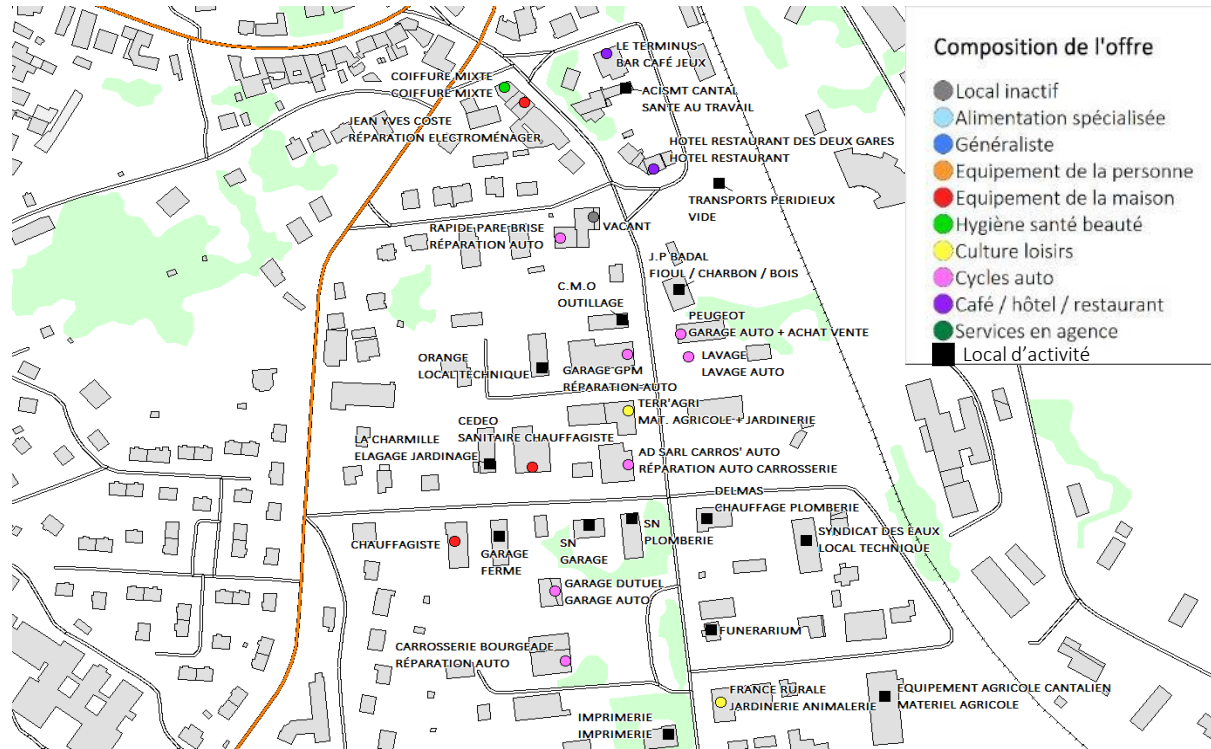 LE TERMINUS
BAR CAFÉ JEUX
COIFFURE MIXTE
COIFFURE MIXTE
ACISMT CANTAL
SANTE AU TRAVAIL
JEAN YVES COSTE
RÉPARATION ELECTROMÉNAGER
HOTEL RESTAURANT DES DEUX GARES
HOTEL RESTAURANT
TRANSPORTS PERIDIEUX
VIDE
RAPIDE PARE BRISE
RÉPARATION AUTO
VACANT
J.P BADAL
FIOUL / CHARBON / BOIS
C.M.O
OUTILLAGE
PEUGEOT
GARAGE AUTO + ACHAT VENTE
LAVAGE
LAVAGE AUTO
ORANGE
LOCAL TECHNIQUE
GARAGE GPM
RÉPARATION AUTO
TERR'AGRI
MAT. AGRICOLE + JARDINERIE
CEDEO
SANITAIRE CHAUFFAGISTE
LA CHARMILLE
ELAGAGE JARDINAGE
AD SARL CARROS' AUTO
RÉPARATION AUTO CARROSSERIE
DELMAS
CHAUFFAGE PLOMBERIE
CHAUFFAGISTE
GARAGE
FERME
SN
GARAGE
SN
PLOMBERIE
SYNDICAT DES EAUX
LOCAL TECHNIQUE
GARAGE DUTUEL
GARAGE AUTO
FUNERARIUM
CARROSSERIE BOURGEADE
RÉPARATION AUTO
FRANCE RURALE
JARDINERIE ANIMALERIE
EQUIPEMENT AGRICOLE CANTALIEN
MATERIEL AGRICOLE
IMPRIMERIE
IMPRIMERIE
Composition de l'offre
Local inactif
Alimentation spécialisée
Généraliste
Equipement de la personne
Equipement de la maison
Hygiène santé beauté
Culture loisirs
Cycles auto
Café / hôtel / restaurant
Services en agence
Local d'activité